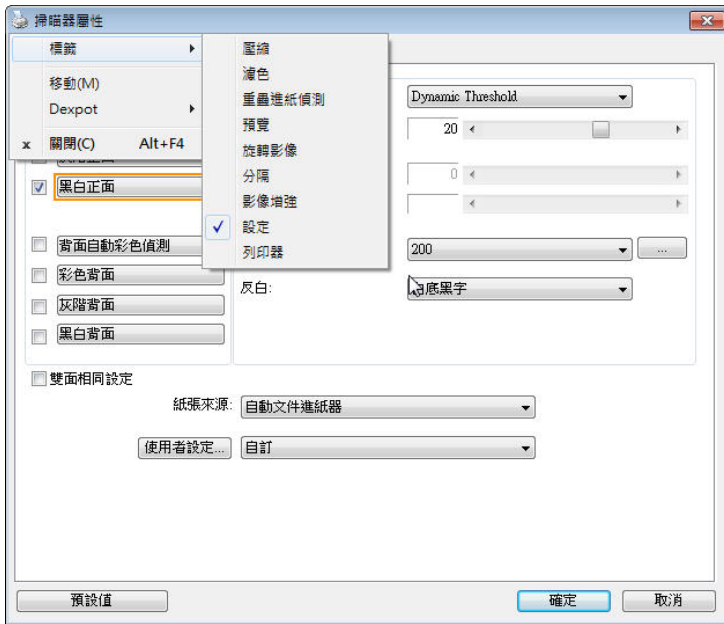 掃瞄器屬性
標籤
移動(M)
Dexpot
x 關閉(C) Alt+F4
壓縮
濾色
重疊進紙偵測
預覽
旋轉影像
分隔
影像增強
設定
列印器
Dynamic Threshold
20
0
黑白正面
背面自動彩色偵測
200
...
彩色背面
反白:
白底黑字
灰階背面
黑白背面
雙面相同設定
紙張來源:
自動文件進紙器
使用者設定...
自訂
預設值
確定
取消